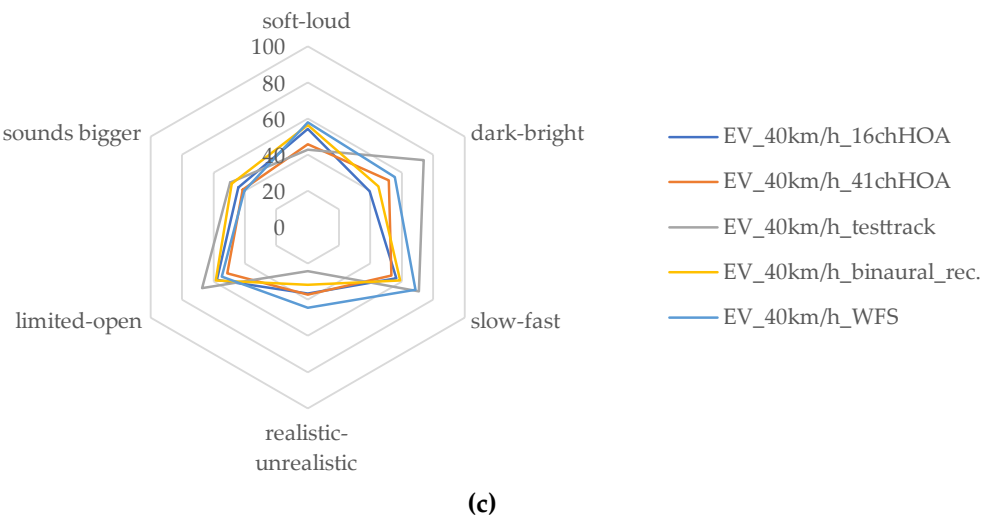 soft-loud
100
80
60
40
20
0
dark-bright
slow-fast
realistic-
unrealistic
limited-open
sounds bigger
EV_40km/h_16chHOA
EV_40km/h_41chHOA
EV_40km/h_testtrack
EV_40km/h_binaural_rec.
EV_40km/h_WFS
(c)